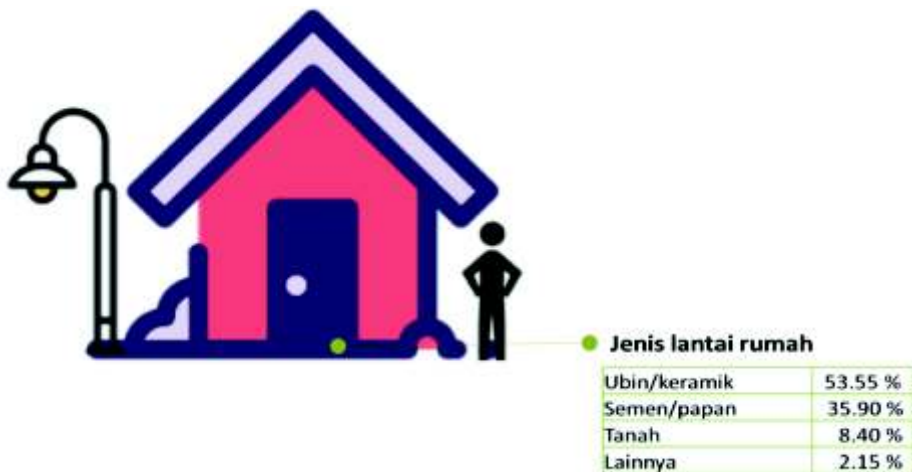 Jenis lantai rumah
Ubin/keramik 53.55 %
Semen/papan 35.90 %
Tanah 8.40 %
Lainnya 2.15 %